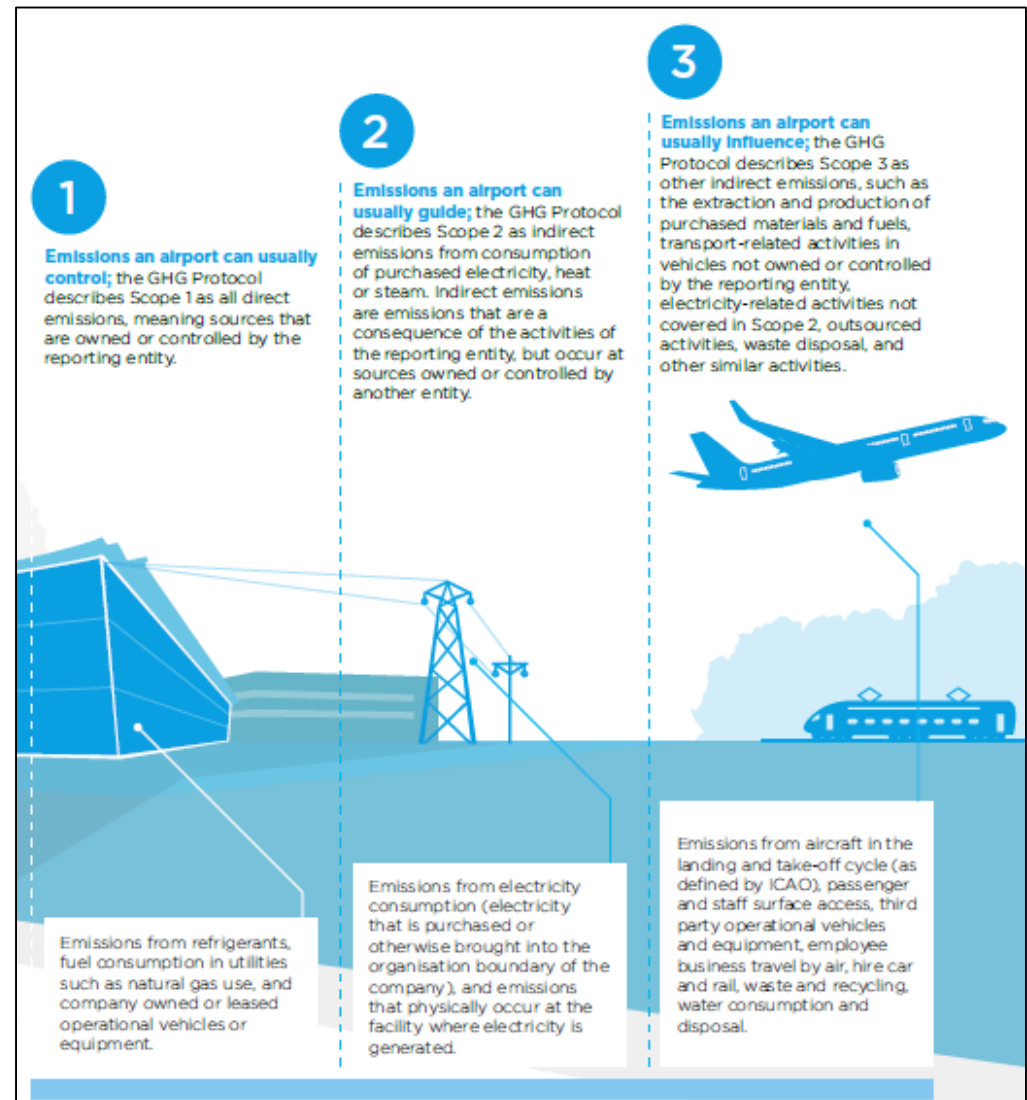 1
Emissions an airport can usually
control; the GHG Protocol
describes Scope 1 as all direct
emissions, meaning sources that
are owned or controlled by the
reporting entity.
2
Emissions an airport can
usually guide; the GHG Protocol
describes Scope 2 as indirect
emissions from consumption
of purchased electricity, heat
or steam. Indirect emissions
are emissions that are a
consequence of the activities of
the reporting entity, but occur at
sources owned or controlled by
another entity.
3
Emissions an airport can
usually influence; the GHG
Protocol describes Scope 3 as
other indirect emissions, such as
the extraction and production of
purchased materials and fuels,
transport-related activities in
vehicles not owned or controlled
by the reporting entity,
electricity-related activities not
covered in Scope 2, outsourced
activities, waste disposal, and
other similar activities.
Emissions from refrigerants,
fuel consumption in utilities
such as natural gas use, and
company owned or leased
operational vehicles or
equipment.
Emissions from electricity
consumption (electricity
that is purchased or
otherwise brought into the
organisation boundary of the
company), and emissions
that physically occur at the
facility where electricity is
generated.
Emissions from aircraft in the
landing and take-off cycle (as
defined by ICAO), passenger
and staff surface access, third
party operational vehicles
and equipment, employee
business travel by air, hire car
and rail, waste and recycling,
water consumption and
disposal.